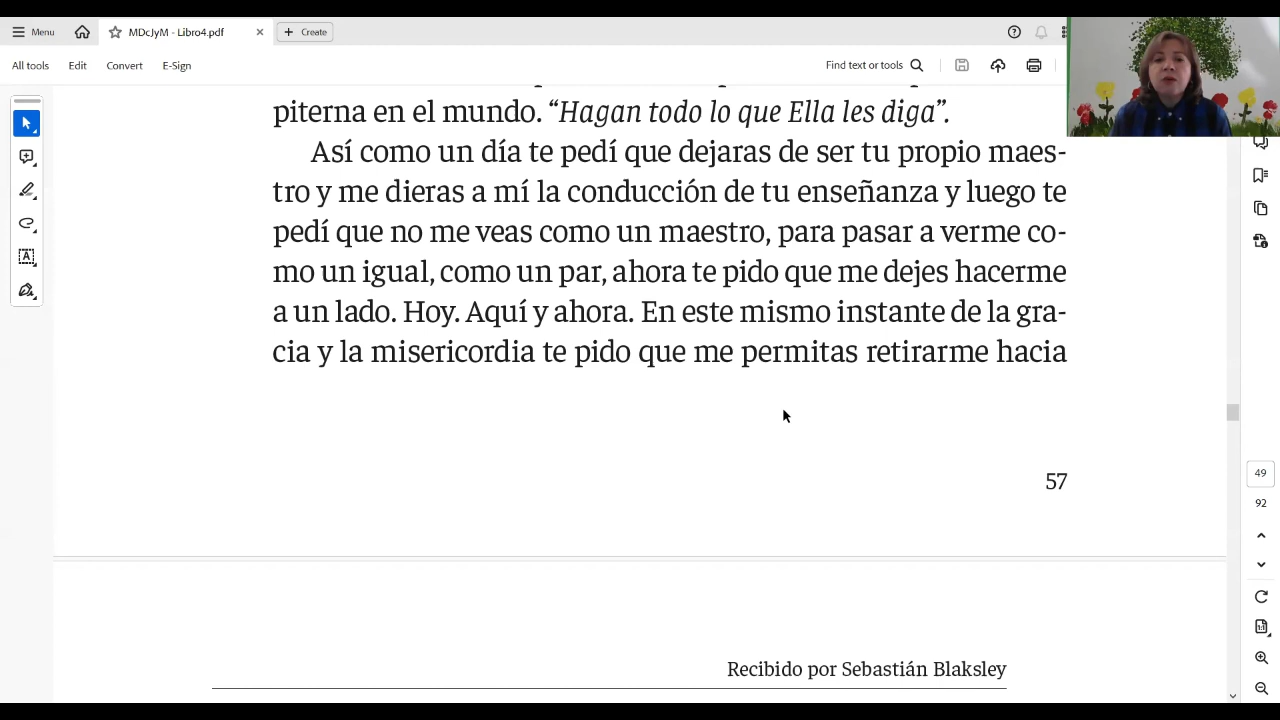 Menu
MDcJyM - Libro4.pdf
Create
All tools
Edit
Convert
E-Sign
Find text or tools
piterna en el mundo. “Hagan todo lo que Ella les diga”.
Así como un día te pedí que dejaras de ser tu propio maes-
tro y me dieras a mí la conducción de tu enseñanza y luego te
pedí que no me veas como un maestro, para pasar a verme co-
mo un igual, como un par, ahora te pido que me dejes hacerme
a un lado. Hoy. Aquí y ahora. En este mismo instante de la gra-
cia y la misericordia te pido que me permitas retirarme hacia
57
49
92
Recibido por Sebastián Blaksley